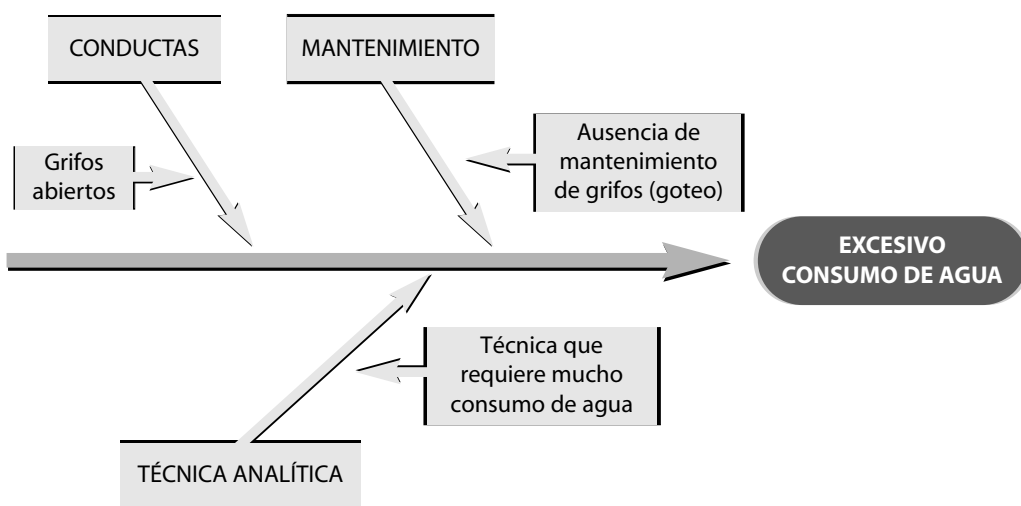 CONDUCTAS
MANTENIMIENTO
Grifos
abiertos
Ausencia de
mantenimiento
de grifos (goteo)
EXCESIVO
CONSUMO DE AGUA
Técnica que
requiere mucho
consumo de agua
TÉCNICA ANALÍTICA